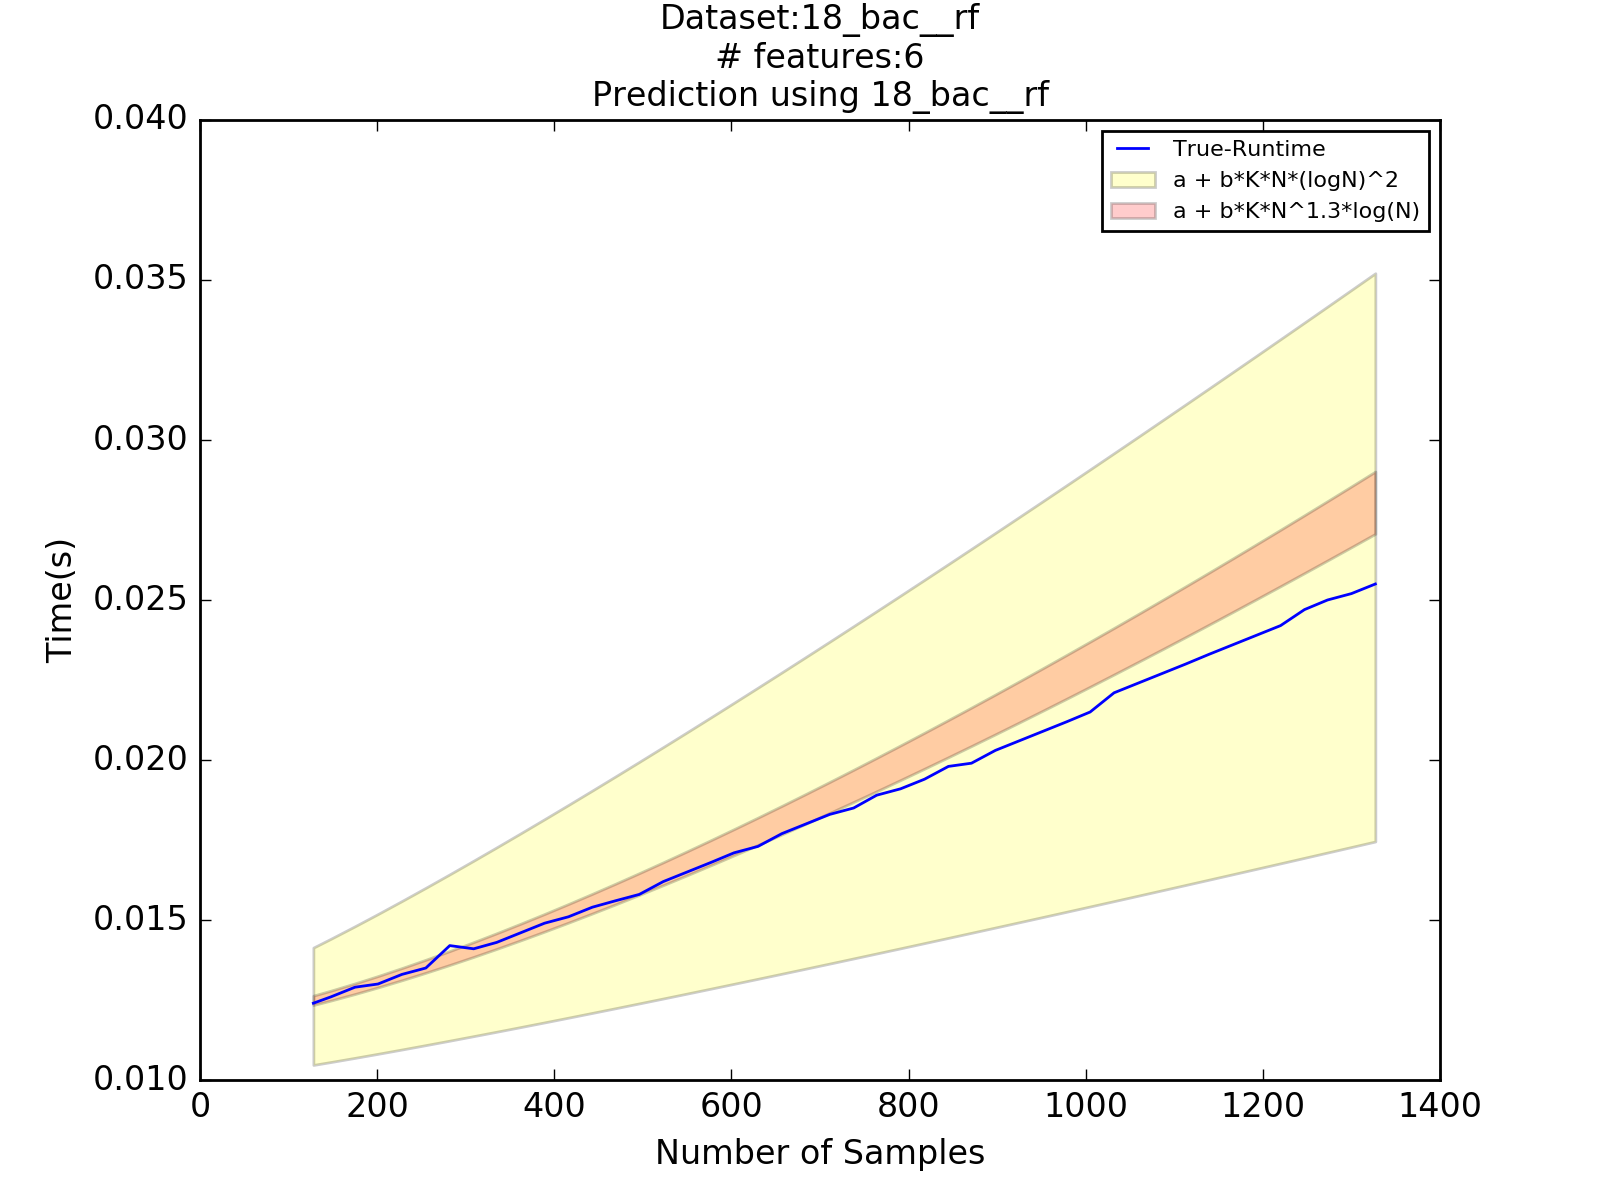 Dataset:18_bac__rf
# features:6
Prediction using 18_bac__rf
0.040
0.035
0.030
0.025
0.020
0.015
0.010
Time(s)
True-Runtime
a + b*K*N*(logN)^2
a + b*K*N^1.3*log(N)
0 200 400 600 800 1000 1200 1400
Number of Samples